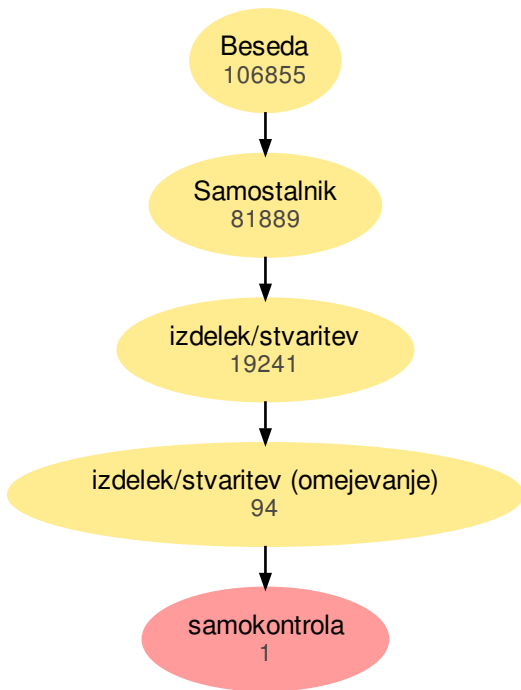 Beseda
106855
Samostalnik
81889
izdelek/stvaritev
19241
izdelek/stvaritev (omejevanje)
94
samokontrola
1